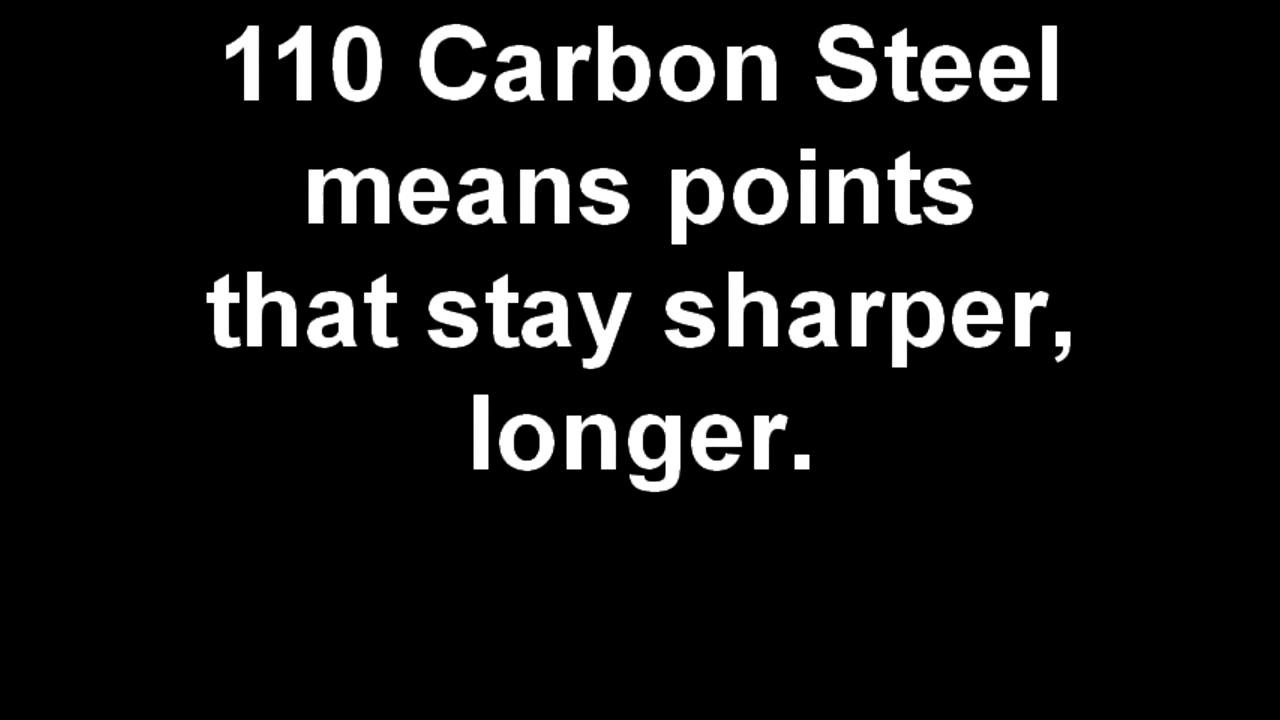 110 Carbon Steel
means points
that stay sharper,
longer.